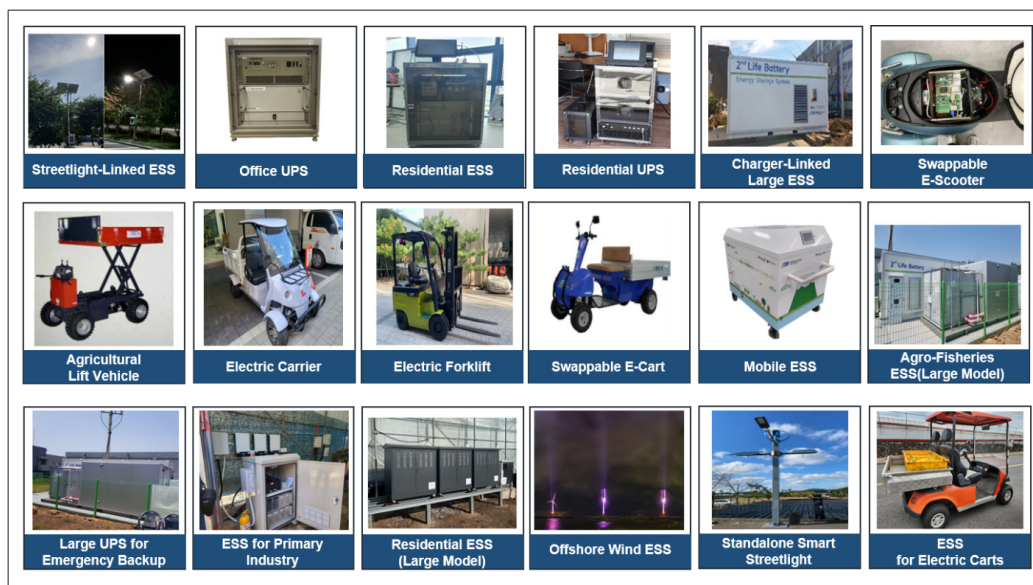 2nd Life Battery
Energy Storage System
Streetlight-Linked ESS
Office UPS
Residential ESS
Residential UPS
Charger-Linked
Large ESS
Swappable
E-Scooter
2nd Life Battery
Agricultural
Lift Vehicle
Electric Carrier
Electric Forklift
Swappable E-Cart
Mobile ESS
Agro-Fisheries
ESS(Large Model)
Large UPS for
Emergency Backup
ESS for Primary
Industry
Residential ESS
(Large Model)
Offshore Wind ESS
Standalone Smart
Streetlight
ESS
for Electric Carts